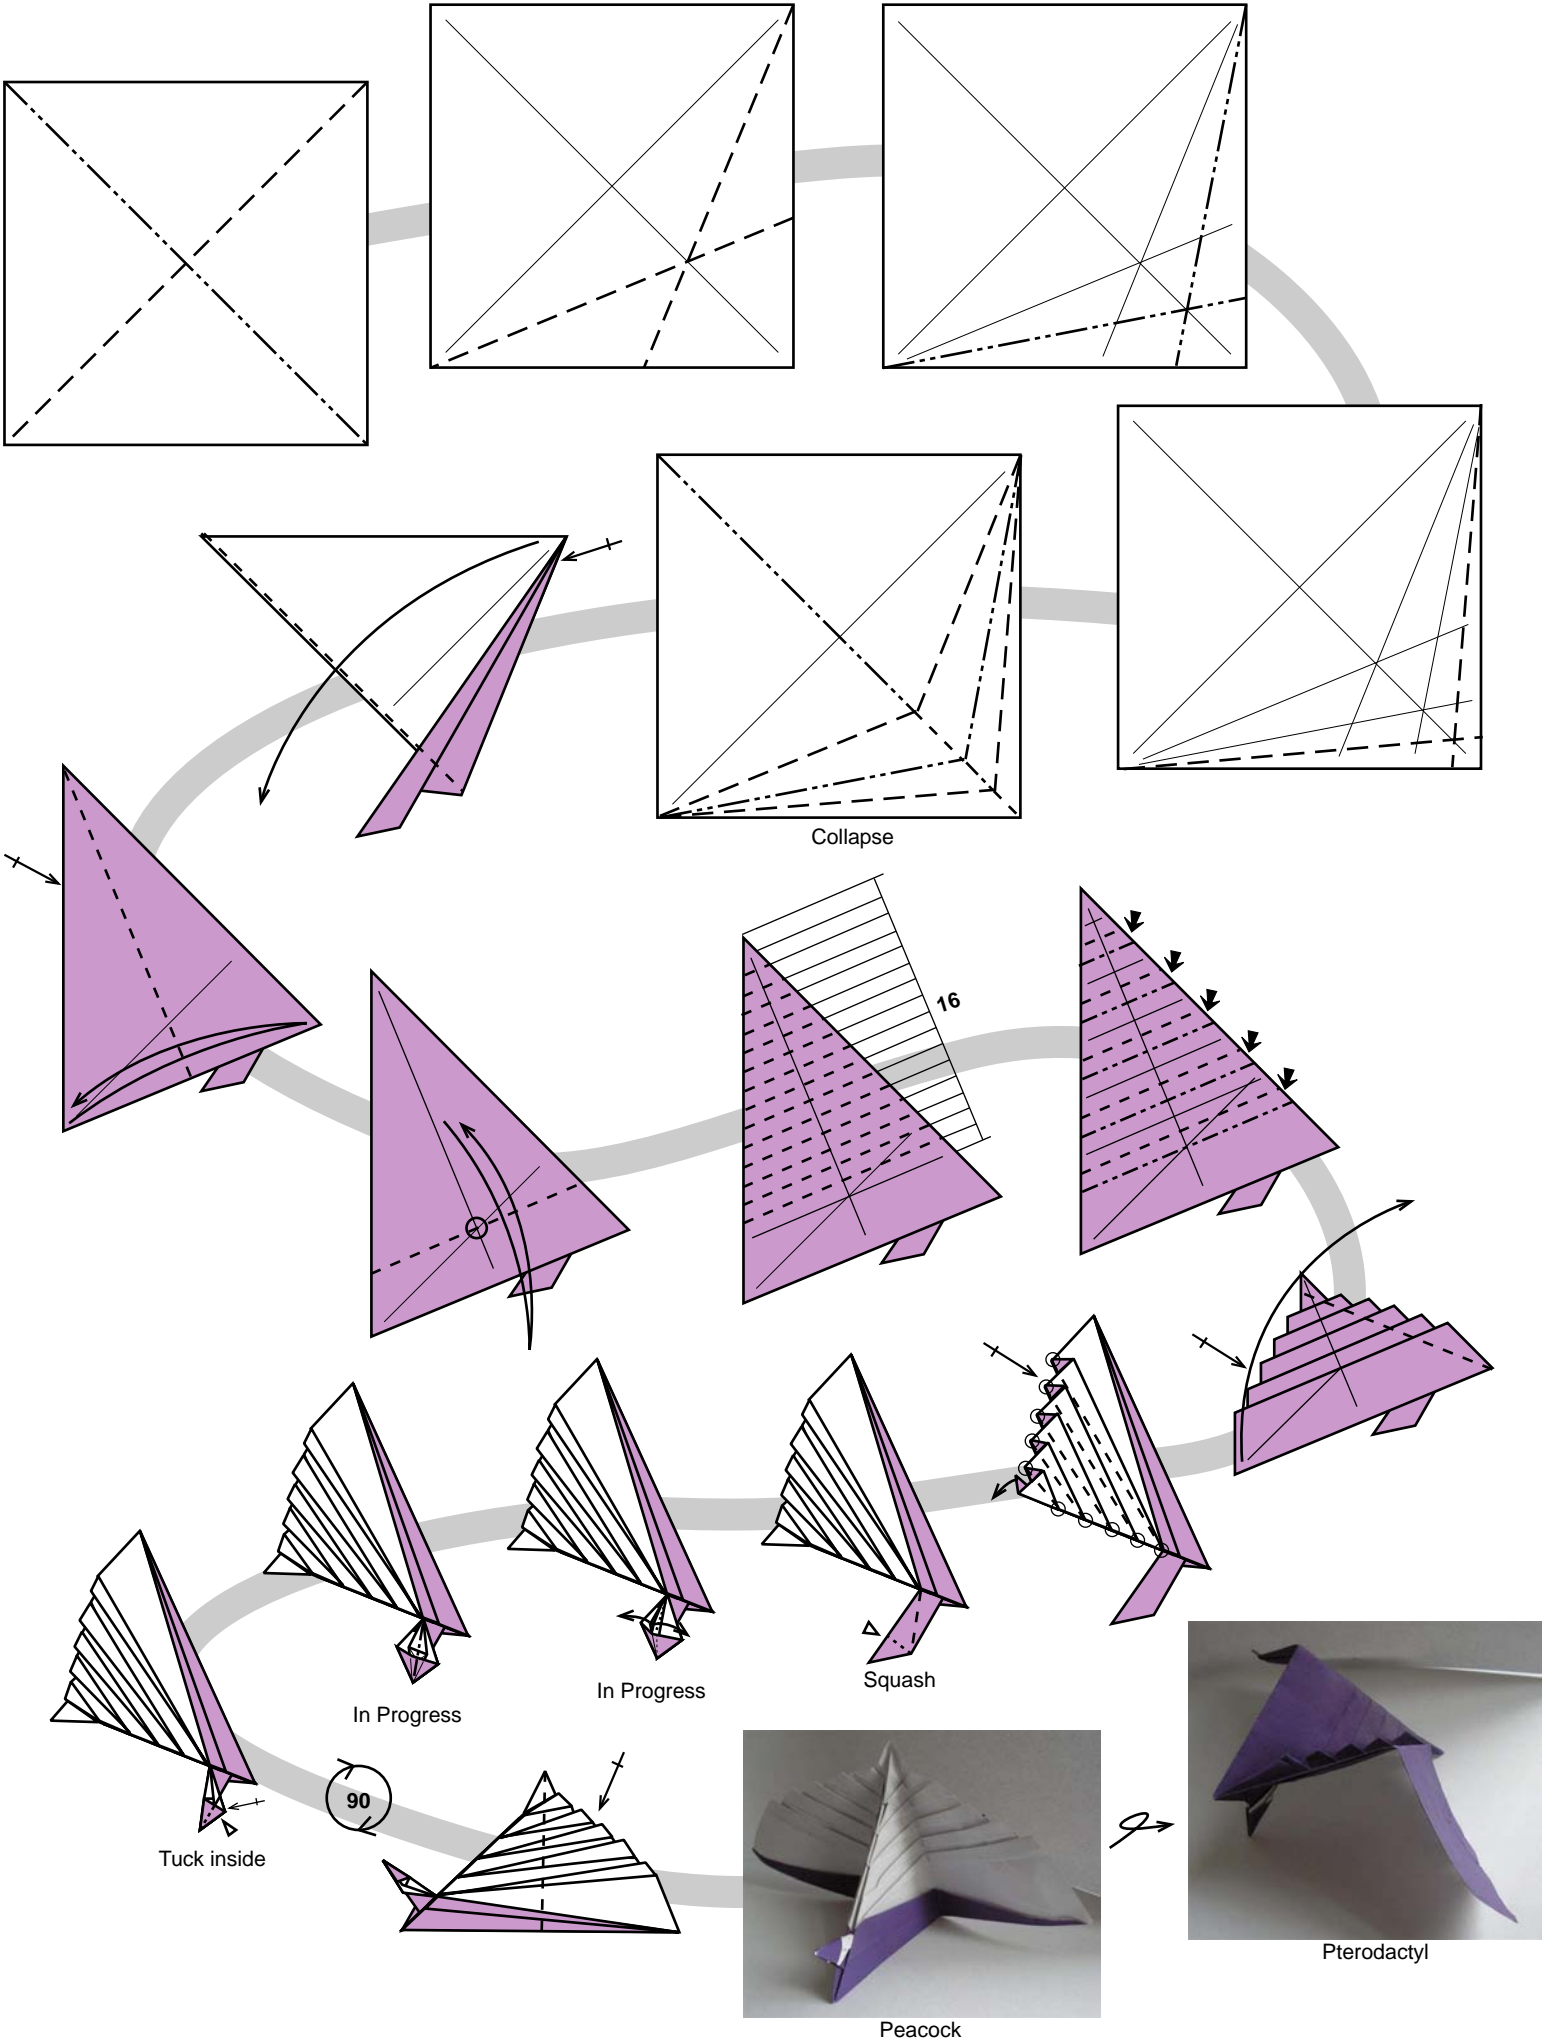 Collapse
16
Squash
In Progress
In Progress
Tuck inside
90
Peacock
Pterodactyl